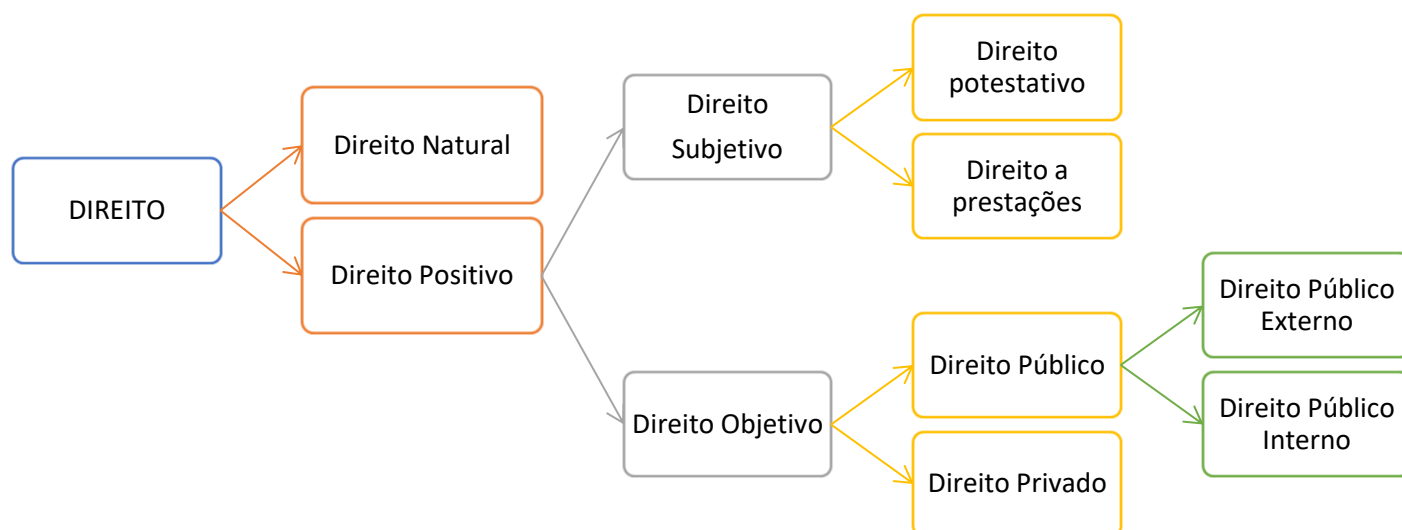 DIREITO
Direito Natural
Direito Positivo
Direito
Subjetivo
Direito Objetivo
Direito
potestativo
Direito a
prestações
Direito Público
Direito Privado
Direito Público
Externo
Direito Público
Interno